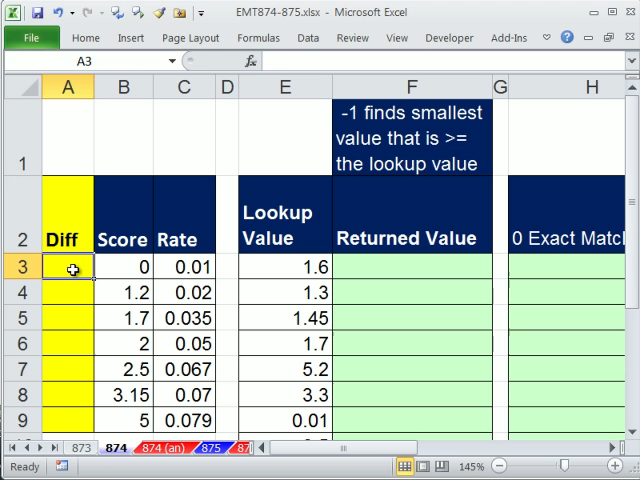 EMT874-875.xlsx - Microsoft Excel
File Home Insert Page Layout Formulas Data Review View Developer Add-Ins
A3 fx
A B C D E F G H
1 -1 finds smallest
value that is >=
the lookup value
2 Diff Score Rate Lookup
Value Returned Value 0 Exact Matc
3 0 0.01 1.6
4 1.2 0.02 1.3
5 1.7 0.035 1.45
6 2 0.05 1.7
7 2.5 0.067 5.2
8 3.15 0.07 3.3
9 5 0.079 0.01
873 874 874 (an) 875 87
Ready 145%